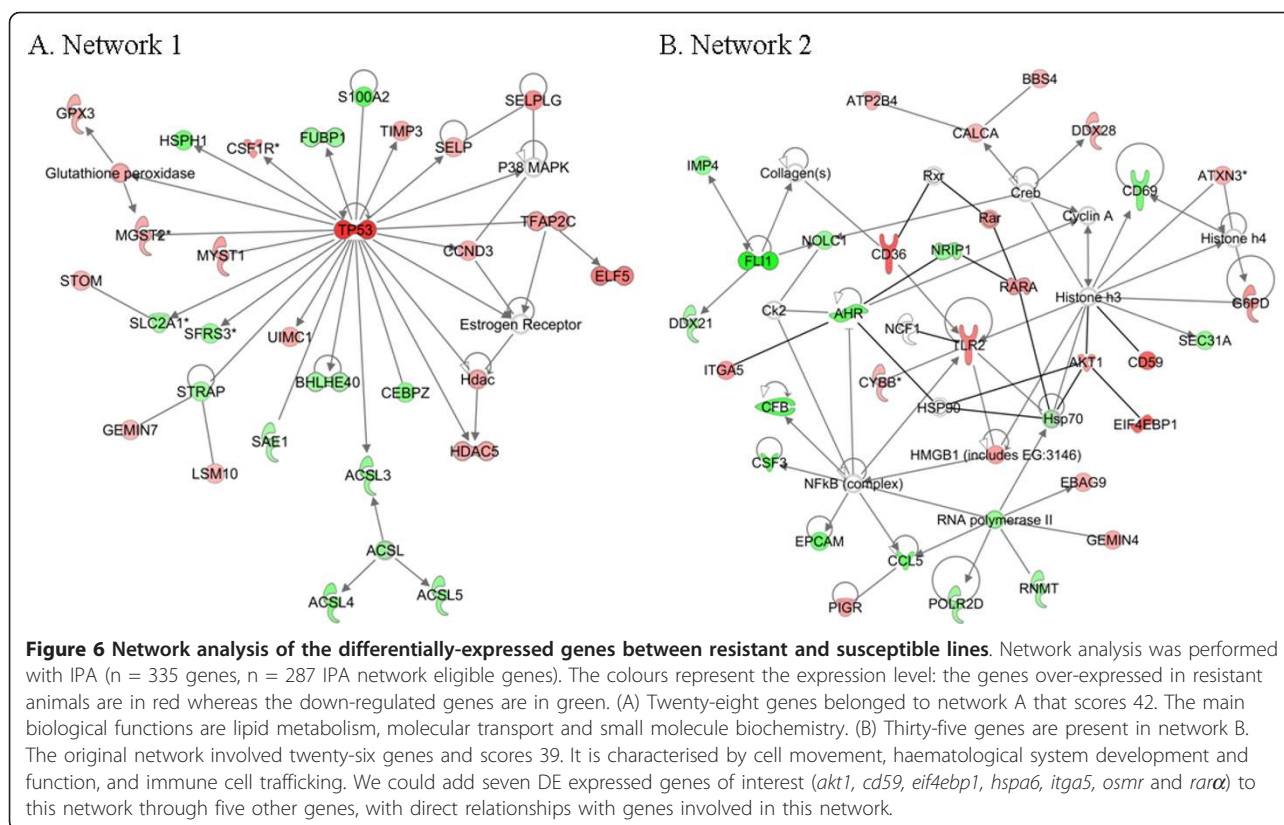 A. Network 1
B. Network 2
S100A2
SELPLG
GPX3
HSPH1
CSF1R*
FUBP1
TIMP3
SELP
P38 MAPK
Glutathione peroxidase
TP53
TFAP2C
MGST2*
MYST1
CCND3
ELF5
STOM
SLC2A1*
SFRS3*
UIMC1
Estrogen Receptor
STRAP
BHLHE40
CEBPZ
Hdac
GEMIN7
SAE1
HDAC5
LSM10
ACSL3
ACSL
ACSL4
ACSL5
BBS4
ATP2B4
CALCA
DDX28
IMP4
Collagen(s)
Rxr
Creb
CD69
ATXN3*
Rar
Cyclin A
NOLC1
CD36
NRIP1
Histone h4
FLI1
RARA
Histone h3
G6PD
DDX21
Ck2
AHR
NCF1
TLR2
SEC31A
ITGA5
CYBB*
AKT1
CD59
CFB
HSP90
Hsp70
EIF4EBP1
CSF3
HMGB1 (includes EG:3146)
NFkB (complex)
EBAG9
RNA polymerase II
EPCAM
GEMIN4
CCL5
PIGR
POLR2D
RNMT
Figure 6 Network analysis of the differentially-expressed genes between resistant and susceptible lines. Network analysis was performed
with IPA (n = 335 genes, n = 287 IPA network eligible genes). The colours represent the expression level: the genes over-expressed in resistant
animals are in red whereas the down-regulated genes are in green. (A) Twenty-eight genes belonged to network A that scores 42. The main
biological functions are lipid metabolism, molecular transport and small molecule biochemistry. (B) Thirty-five genes are present in network B.
The original network involved twenty-six genes and scores 39. It is characterised by cell movement, haematological system development and
function, and immune cell trafficking. We could add seven DE expressed genes of interest (akt1, cd59, eif4ebp1, hspa6, itga5, osmr and rarα) to
this network through five other genes, with direct relationships with genes involved in this network.